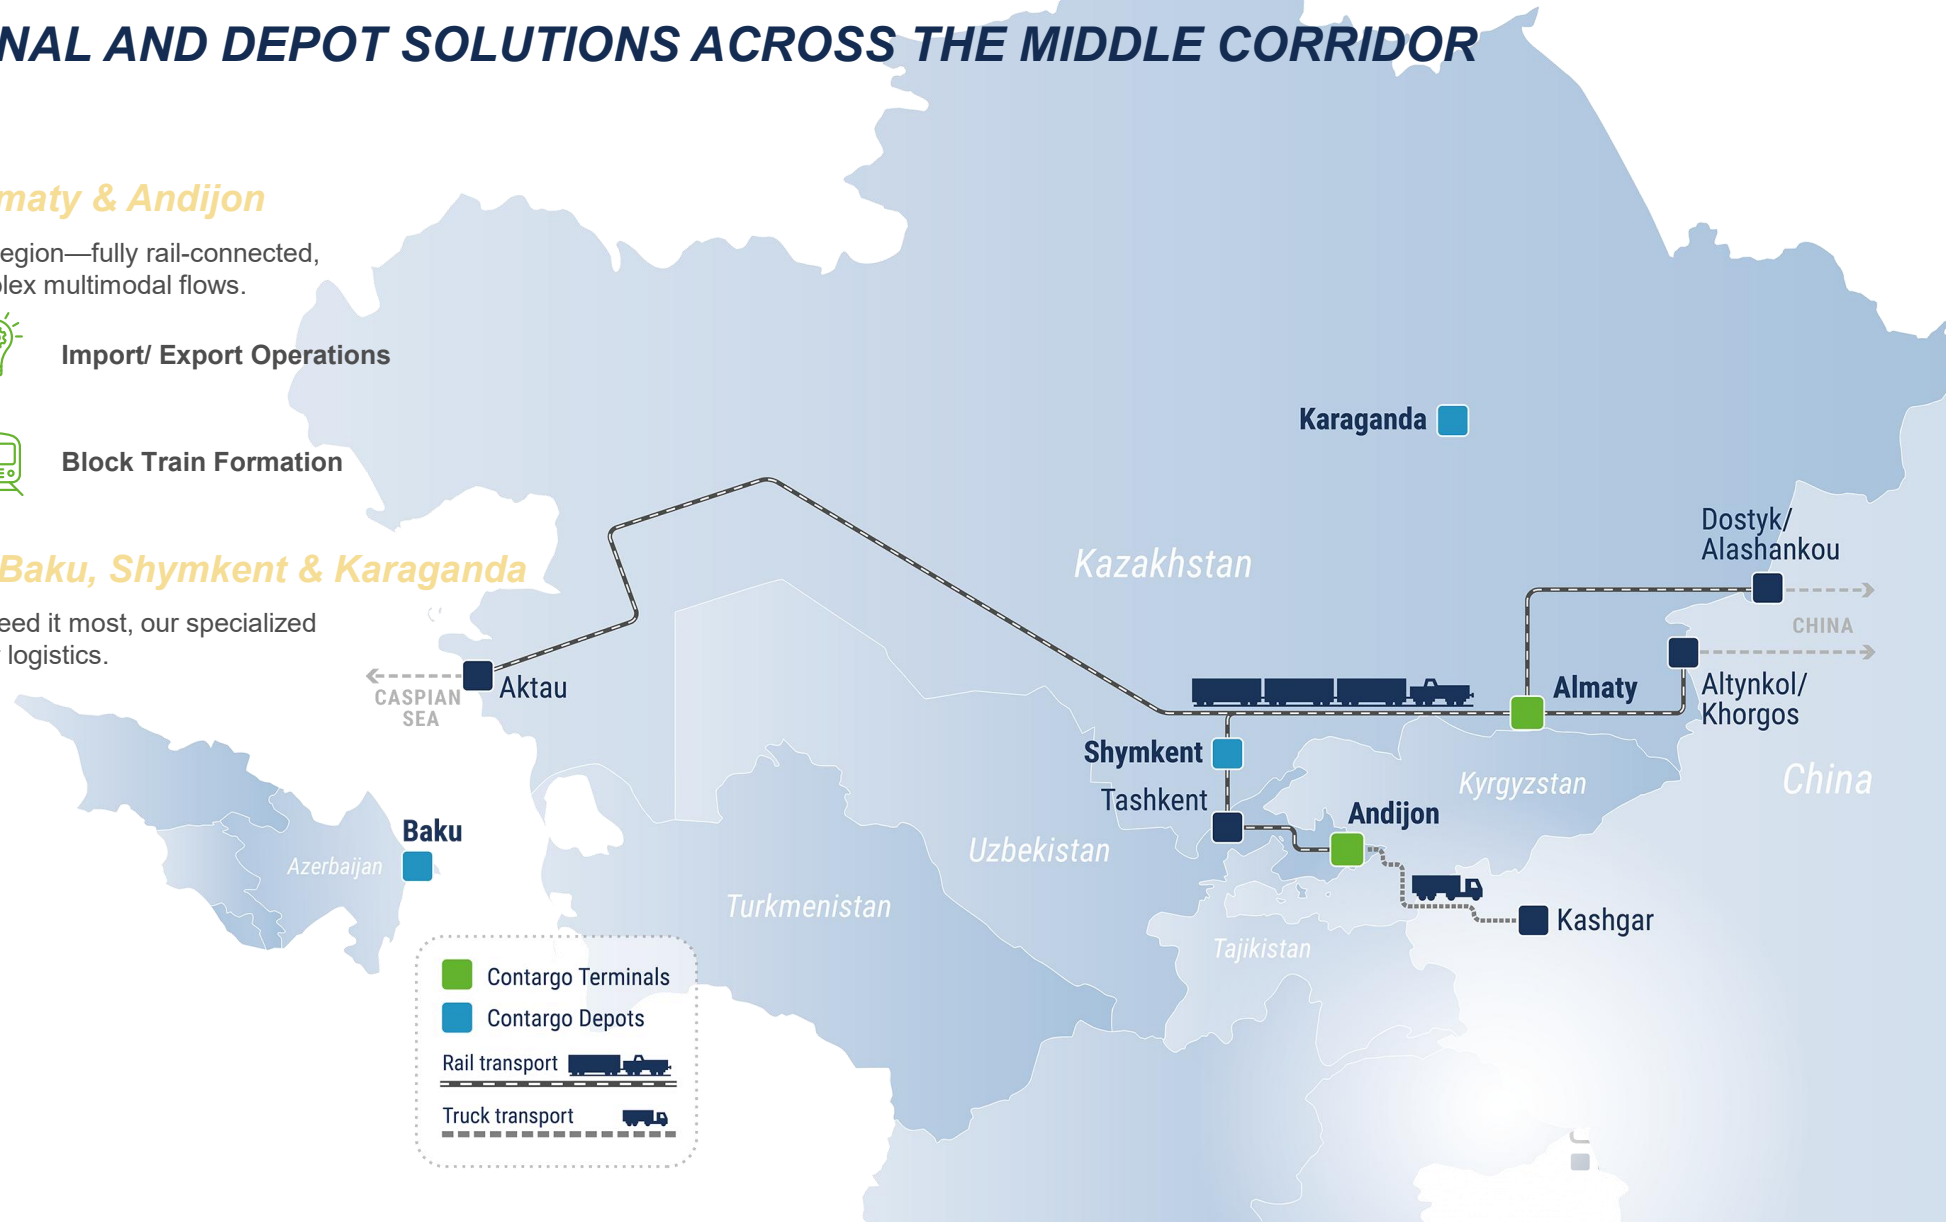 NAL AND DEPOT SOLUTIONS ACROSS THE MIDDLE CORRIDOR
maty & Andijon
egion—fully rail-connected,
lex multimodal flows.
Import/ Export Operations
Block Train Formation
Baku, Shymkent & Karaganda
eed it most, our specialized
logistics.
Karaganda
Dostyk/
Alashankou
Kazakhstan
CHINA
Aktau
CASPIAN
SEA
Almaty
Altynkol/
Khorgos
Shymkent
Tashkent
Kyrgyzstan
China
Andijon
Baku
Azerbaijan
Uzbekistan
Turkmenistan
Kashgar
Tajikistan
Contargo Terminals
Contargo Depots
Rail transport
Truck transport